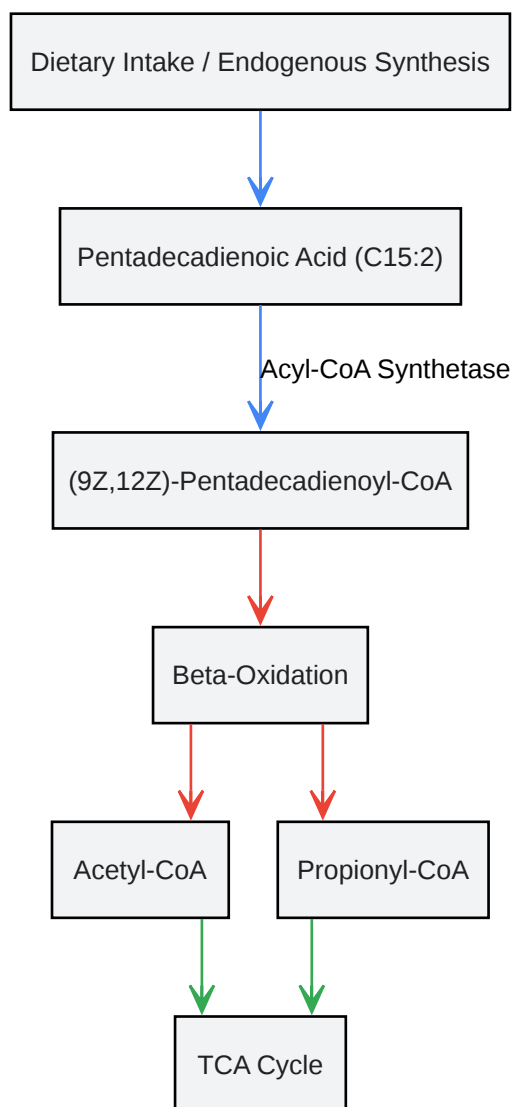 Dietary Intake / Endogenous Synthesis
Pentadecadienoic Acid (C15:2)
Acyl-CoA Synthetase
(9Z,12Z)-Pentadecadienoyl-CoA
Beta-Oxidation
Acetyl-CoA
Propionyl-CoA
TCA Cycle